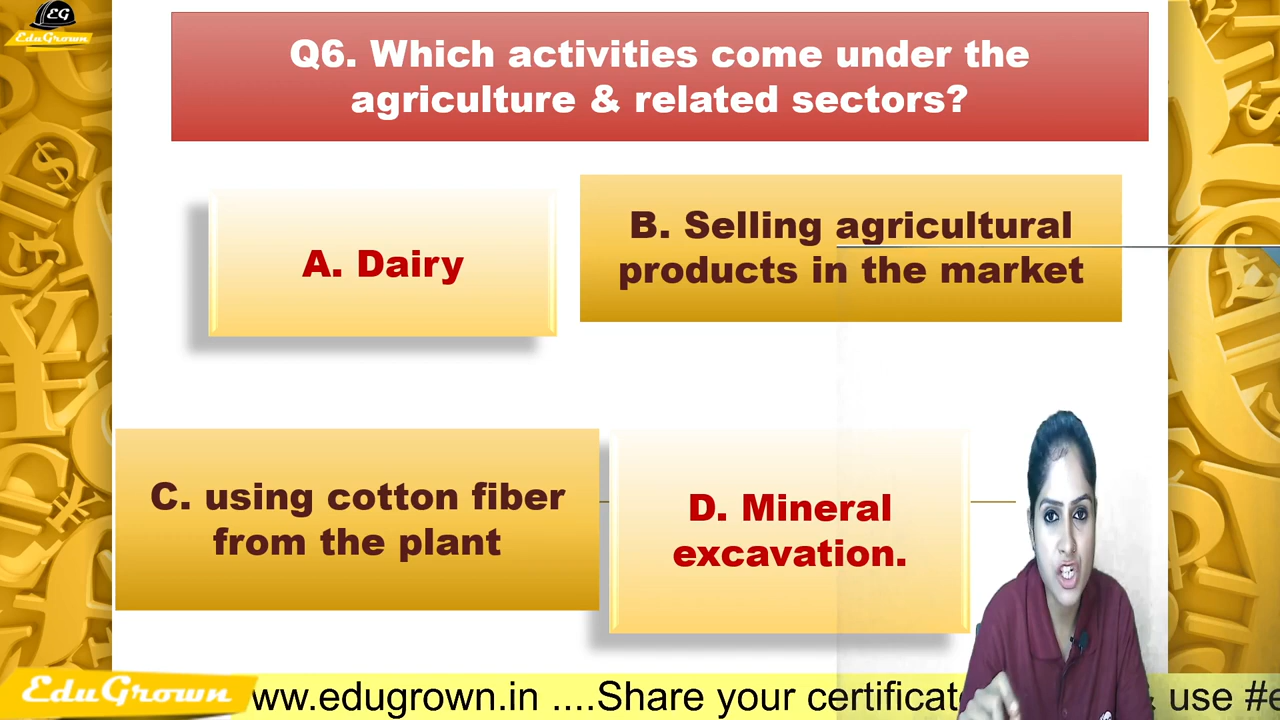 EG
EduGrown
Q6. Which activities come under the
agriculture & related sectors?
A. Dairy
B. Selling agricultural
products in the market
C. using cotton fiber
from the plant
D. Mineral
excavation.
EduGrown
ww.edugrown.in ....Share your certificat
& use #e